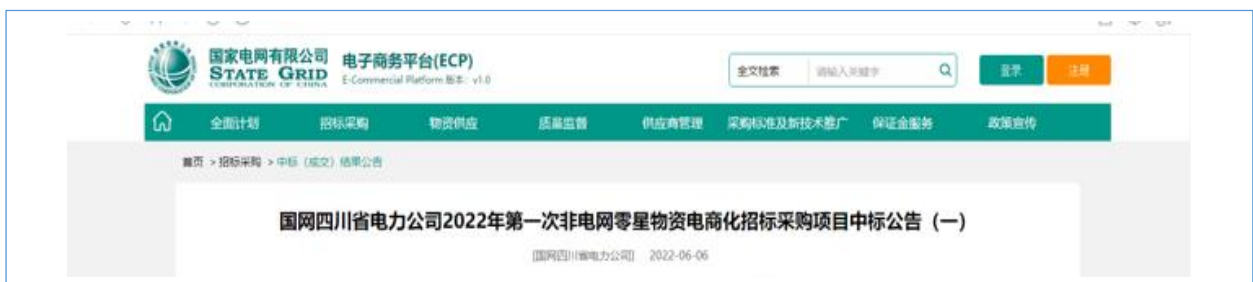 国家电网有限公司
STATE GRID
CORPORATION OF CHINA
电子商务平台(ECP)
E-Commercial Platform 版本: v1.0
全文检索
请输入关键字
登录
注册
全面计划 招标采购 物资供应 质量监督 供应商管理 采购标准及新技术推广 保证金服务 政策宣传
首页 > 招标采购 > 中标（成交）结果公告
国网四川省电力公司2022年第一次非电网零星物资电商化招标采购项目中标公告（一）
[国网四川省电力公司] 2022-06-06